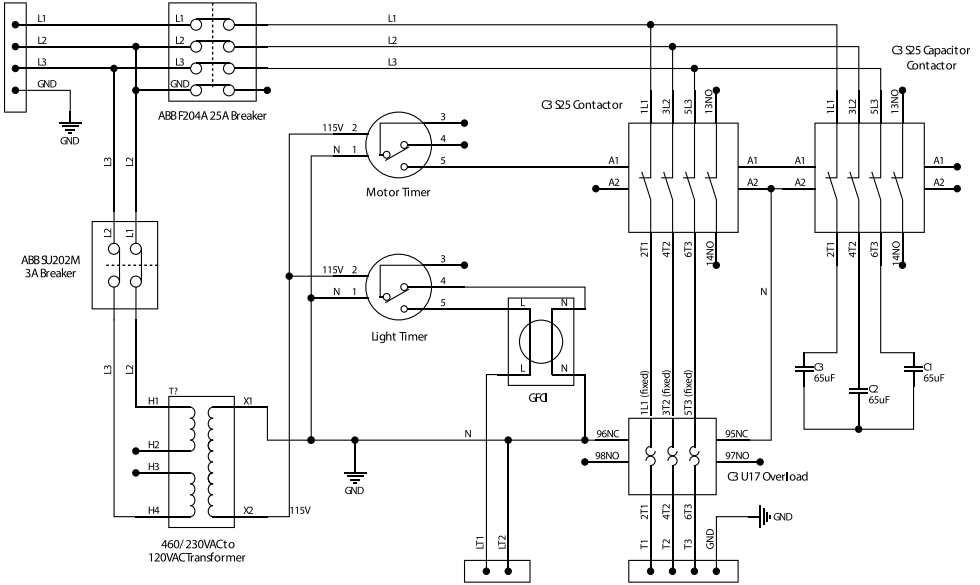 L1 L1 L1
L2 L2 L2
L3 L3 L3
GND GND
GND
ABB F204A 25A Breaker
C3 S25 Capacitor
Contactor
C3 S25 Contactor
1L1 3L2 5L3 13NO
1L1 3L2 5L3 13NO
115V 2 3
4
N 1 5
Motor Timer
A1 A1 A1 A1
A2 A2 A2 A2
L3 L2
L2 L1
ABB SU202M
3A Breaker
2T1 4T2 6T3 14NO
2T1 4T2 6T3 14NO
115V 2 3
4
N 1 5
Light Timer
N
L N
L N
GFCI
L3 L2
C3
65uF
C2
65uF
C1
65uF
1L1 (fixed) 3T2 (fixed) 5T3 (fixed)
T?
H1 X1
H2
H3
H4 X2 115V
460/230VAC to
120VAC Transformer
N
GND
96NC 95NC
98NO 97NO
C3 U17 Overload
2T1 4T2 6T3
GND
LT1 LT2
T1 T2 T3 GND